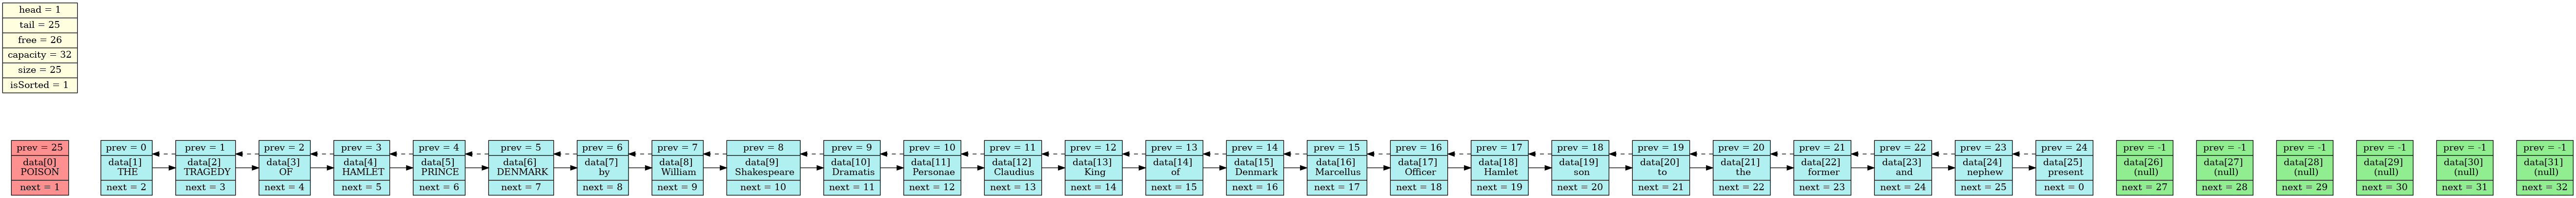 head = 1
tail = 25
free = 26
capacity = 32
size = 25
isSorted = 1
prev = 25
data[0]
POISON
next = 1
prev = 0
data[1]
THE
next = 2
prev = 1
data[2]
TRAGEDY
next = 3
prev = 2
data[3]
OF
next = 4
prev = 3
data[4]
HAMLET
next = 5
prev = 4
data[5]
PRINCE
next = 6
prev = 5
data[6]
DENMARK
next = 7
prev = 6
data[7]
by
next = 8
prev = 7
data[8]
William
next = 9
prev = 8
data[9]
Shakespeare
next = 10
prev = 9
data[10]
Dramatis
next = 11
prev = 10
data[11]
Personae
next = 12
prev = 11
data[12]
Claudius
next = 13
prev = 12
data[13]
King
next = 14
prev = 13
data[14]
of
next = 15
prev = 14
data[15]
Denmark
next = 16
prev = 15
data[16]
Marcellus
next = 17
prev = 16
data[17]
Officer
next = 18
prev = 17
data[18]
Hamlet
next = 19
prev = 18
data[19]
son
next = 20
prev = 19
data[20]
to
next = 21
prev = 20
data[21]
the
next = 22
prev = 21
data[22]
former
next = 23
prev = 22
data[23]
and
next = 24
prev = 23
data[24]
nephew
next = 25
prev = 24
data[25]
present
next = 0
prev = -1
data[26]
(null)
next = 27
prev = -1
data[27]
(null)
next = 28
prev = -1
data[28]
(null)
next = 29
prev = -1
data[29]
(null)
next = 30
prev = -1
data[30]
(null)
next = 31
prev = -1
data[31]
(null)
next = 32